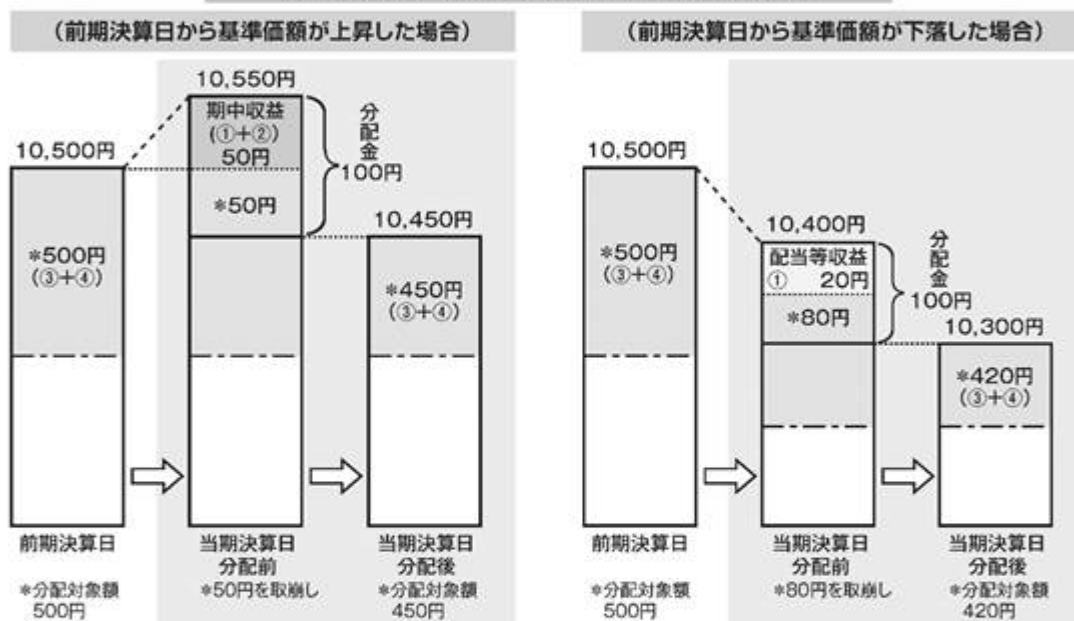 (前期決算日から基準価額が上昇した場合)
10,550円
期中収益
(①+②)
50円
*50円
分配金
100円
10,500円
*500円
(③+④)
10,450円
*450円
(③+④)
前期決算日
*分配対象額
500円
当期決算日
分配前
*50円を取崩し
当期決算日
分配後
*分配対象額
450円
(前期決算日から基準価額が下落した場合)
10,500円
*500円
(③+④)
10,400円
配当等収益
① 20円
*80円
分配金
100円
10,300円
*420円
(③+④)
前期決算日
*分配対象額
500円
当期決算日
分配前
*80円を取崩し
当期決算日
分配後
*分配対象額
420円